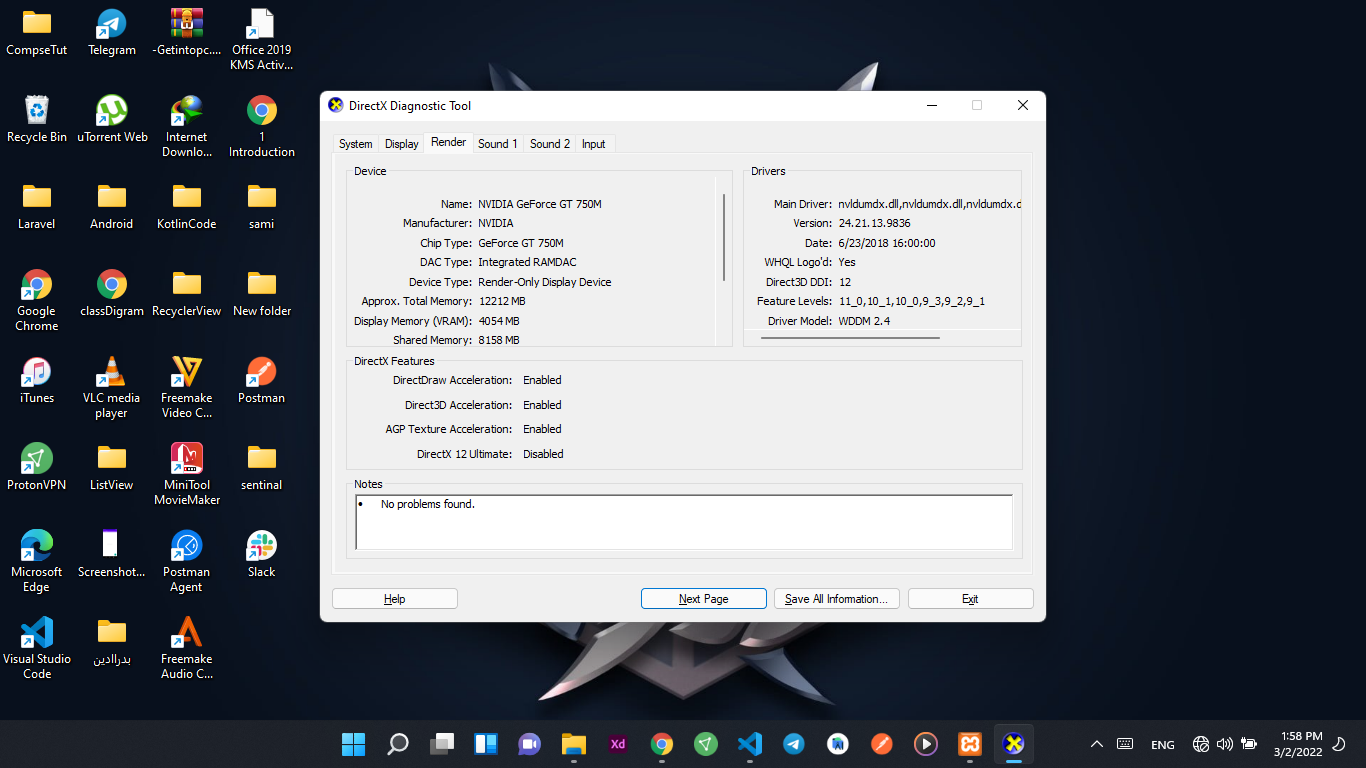 CompseTut
Telegram
-Getintopc....
Office 2019
KMS Activ...
Recycle Bin
uTorrent Web
Internet
Downlo...
1
Introduction
Laravel
Android
KotlinCode
sami
Google
Chrome
classDigram
RecyclerView
New folder
iTunes
VLC media
player
Freemake
Video C...
Postman
ProtonVPN
ListView
MiniTool
MovieMaker
sentinal
Microsoft
Edge
Screenshot...
Postman
Agent
Slack
Visual Studio
Code
بدراادين
Freemake
Audio C...
DirectX Diagnostic Tool
System Display Render Sound 1 Sound 2 Input
Device
Name: NVIDIA GeForce GT 750M
Manufacturer: NVIDIA
Chip Type: GeForce GT 750M
DAC Type: Integrated RAMDAC
Device Type: Render-Only Display Device
Approx. Total Memory: 12212 MB
Display Memory (VRAM): 4054 MB
Shared Memory: 8158 MB
Drivers
Main Driver: nvldumdx.dll,nvldumdx.dll,nvldumdx.d
Version: 24.21.13.9836
Date: 6/23/2018 16:00:00
WHQL Logo'd: Yes
Direct3D DDI: 12
Feature Levels: 11_0,10_1,10_0,9_3,9_2,9_1
Driver Model: WDDM 2.4
DirectX Features
DirectDraw Acceleration: Enabled
Direct3D Acceleration: Enabled
AGP Texture Acceleration: Enabled
DirectX 12 Ultimate: Disabled
Notes
• No problems found.
Help
Next Page
Save All Information...
Exit
Xd
ENG
1:58 PM
3/2/2022